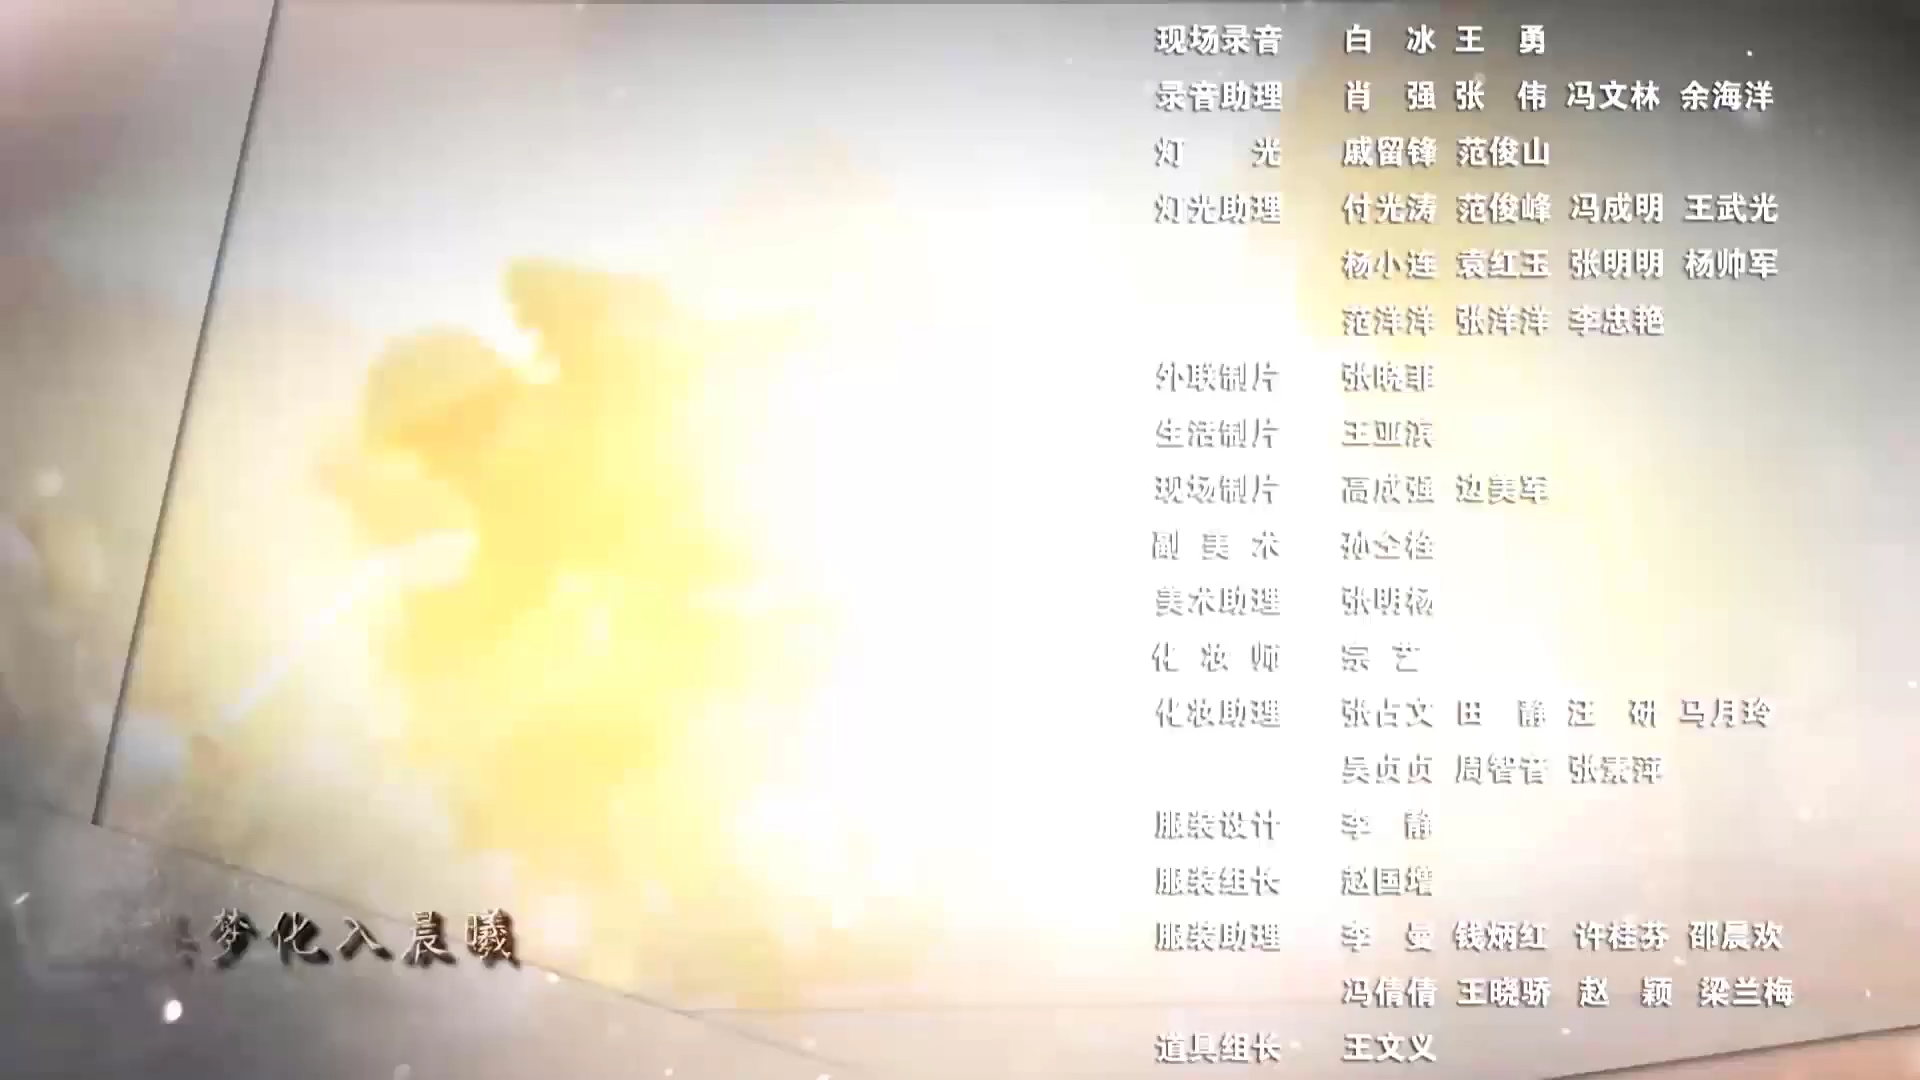 现场录音 白 冰 王 勇
录音助理 肖 强 张 伟 冯文林 余海洋
灯 光 戚留锋 范俊山
灯光助理 付光涛 范俊峰 冯成明 王武光
杨小连 袁红玉 张明明 杨帅军
范洋洋 张洋洋 李忠艳
外联制片 张晓菲
生活制片 王亚滨
现场制片 高成强 边美军
副 美 术 孙全栓
美术助理 张明杨
化 妆 师 宗 艺
化妆助理 张占文 田 静 汪 研 马月玲
吴贞贞 周智音 张素萍
服装设计 李 静
服装组长 赵国增
服装助理 李 曼 钱炳红 许桂芬 邵晨欢
冯倩倩 王晓骄 赵 颖 梁兰梅
道具组长 王文义
梦化入晨曦